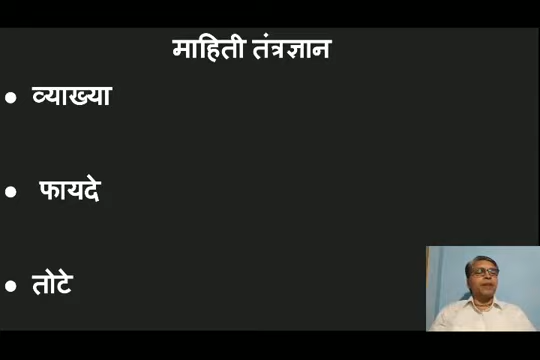 माहिती तंत्रज्ञान
• व्याख्या
• फायदे
• तोटे